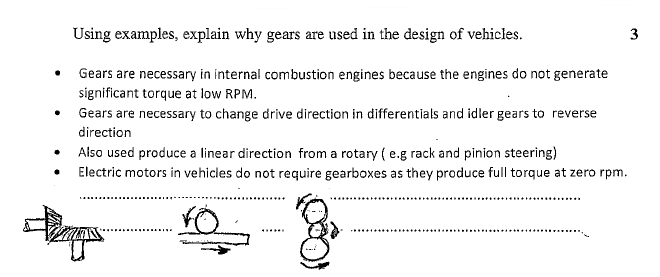 Using examples, explain why gears are used in the design of vehicles. 3
• Gears are necessary in internal combustion engines because the engines do not generate
significant torque at low RPM.
• Gears are necessary to change drive direction in differentials and idler gears to reverse
direction
• Also used produce a linear direction from a rotary ( e.g rack and pinion steering)
• Electric motors in vehicles do not require gearboxes as they produce full torque at zero rpm.